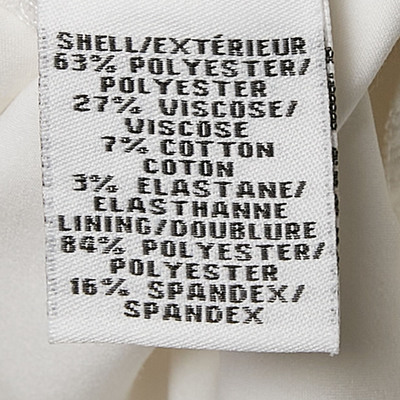 SHELL/EXTÉRIEUR
63% POLYESTER/
POLYESTER
27% VISCOSE/
VISCOSE
7% COTTON
COTON
3% ELASTANE/
ELASTHANNE
LINING/DOUBLURE
84% POLYESTER/
POLYESTER
16% SPANDEX/
SPANDEX